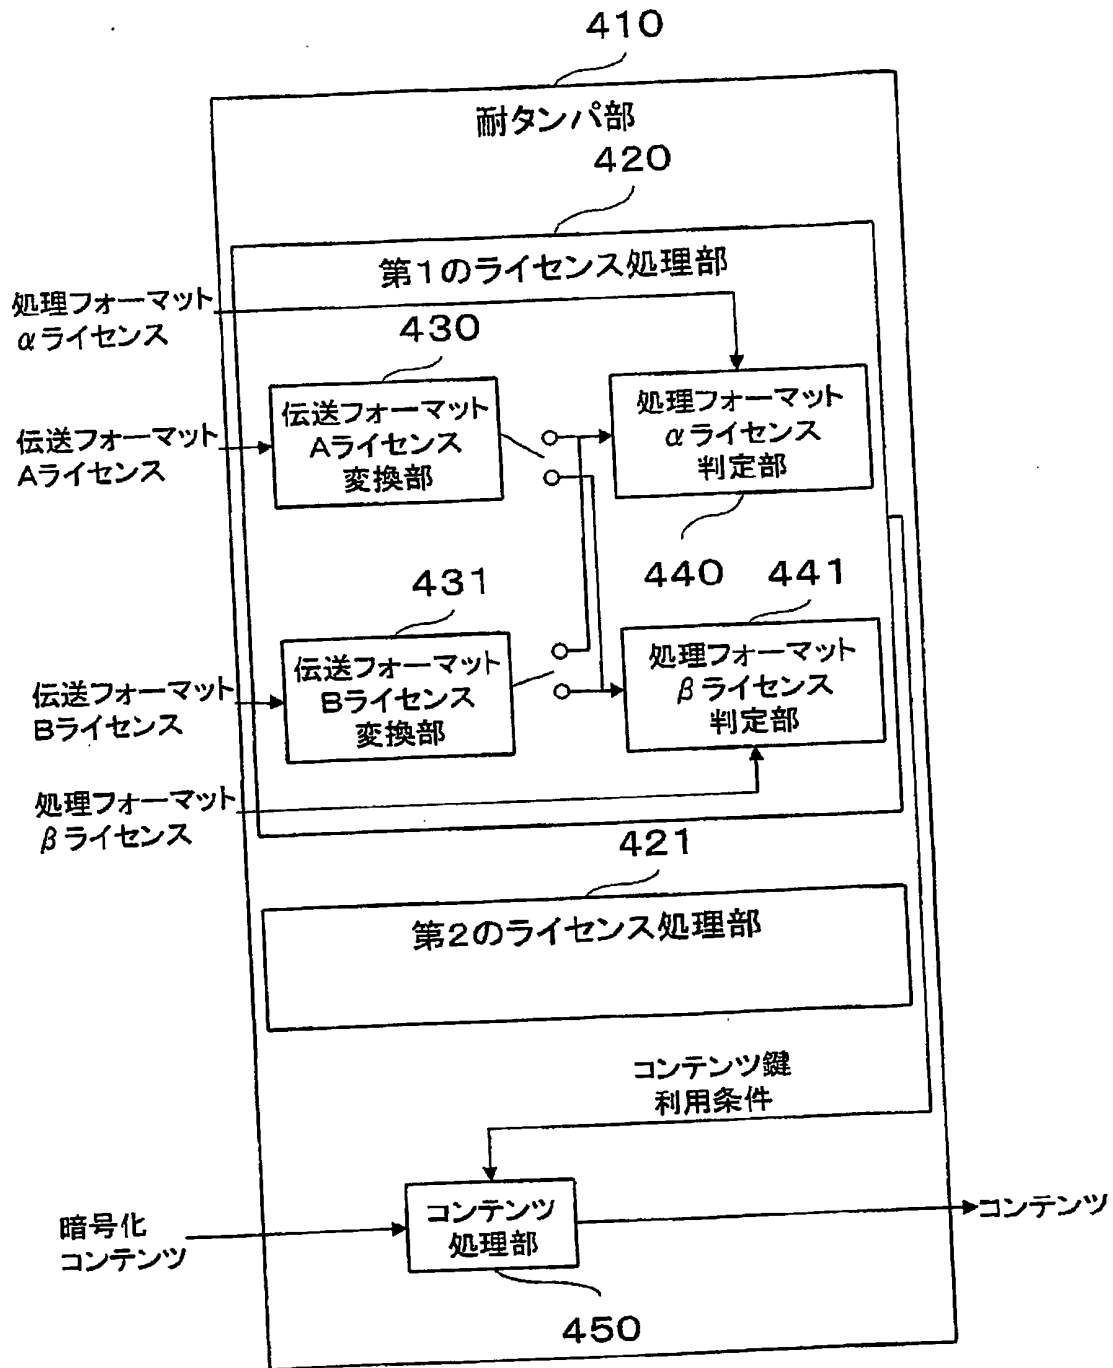 410
耐タンパ部
420
第1のライセンス処理部
処理フォーマット
αライセンス
430
伝送フォーマット
Aライセンス
伝送フォーマット
Aライセンス
変換部
処理フォーマット
αライセンス
判定部
440
441
431
伝送フォーマット
Bライセンス
伝送フォーマット
Bライセンス
変換部
処理フォーマット
βライセンス
判定部
処理フォーマット
βライセンス
421
第2のライセンス処理部
コンテンツ鍵
利用条件
暗号化
コンテンツ
コンテンツ
処理部
コンテンツ
450